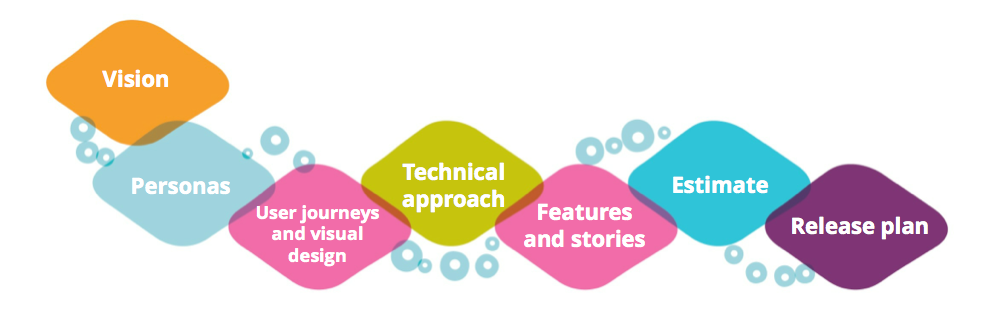 Vision
Personas
User journeys
and visual
design
Technical
approach
Features
and stories
Estimate
Release plan